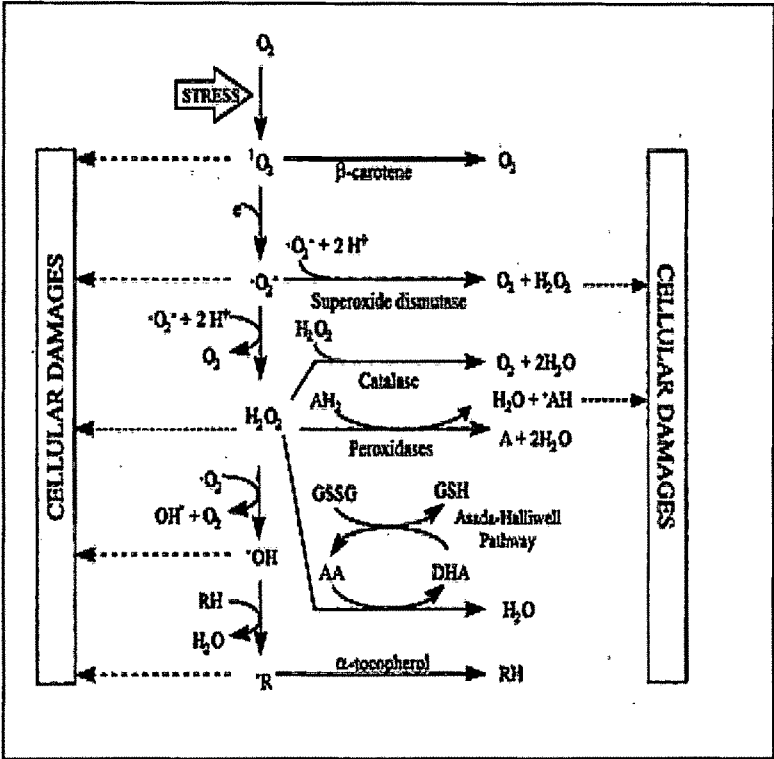 O₂
STRESS
¹O₂
β-carotene
O₂
e⁻
·O₂⁻ + 2 H⁺
·O₂⁻
Superoxide dismutase
O₂ + H₂O₂
·O₂⁻ + 2 H⁺
O₂
H₂O₂
Catalase
O₂ + 2H₂O
H₂O₂
AH₂
Peroxidases
H₂O + ·AH
A + 2H₂O
·O₂⁻
OH⁻ + O₂
GSSG
GSH
Asada-Halliwell
Pathway
·OH
AA
DHA
RH
H₂O
H₂O
·R
α-tocopherol
RH
CELLULAR DAMAGES
CELLULAR DAMAGES